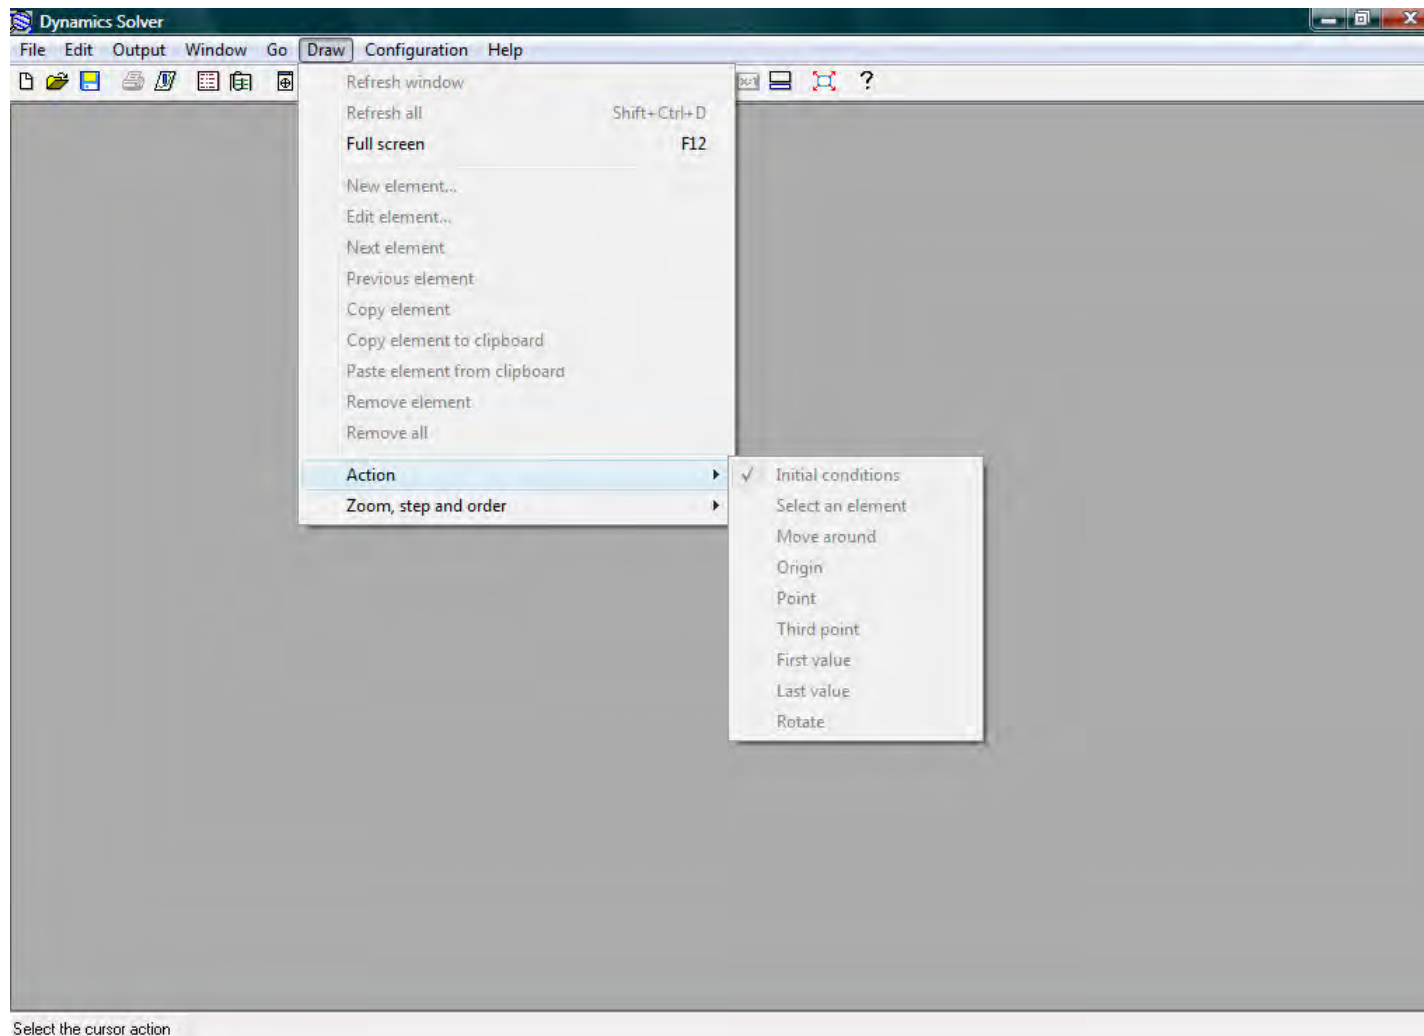 Dynamics Solver
File Edit Output Window Go Draw Configuration Help
?
Refresh window
Refresh all Shift+Ctrl+D
Full screen F12
New element...
Edit element...
Next element
Previous element
Copy element
Copy element to clipboard
Paste element from clipboard
Remove element
Remove all
Action
Zoom, step and order
Initial conditions
Select an element
Move around
Origin
Point
Third point
First value
Last value
Rotate
Select the cursor action